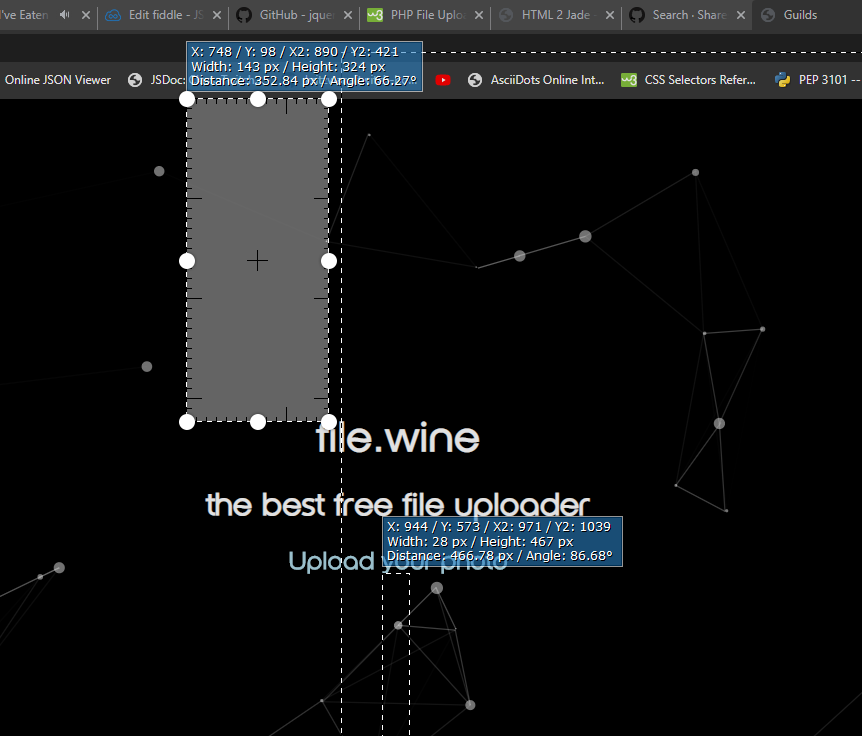 I've Eaten
Edit fiddle - JS
GitHub - jque
PHP File Uplo
HTML 2 Jade -
Search · Share
Guilds
X: 748 / Y: 98 / X2: 890 / Y2: 421
Width: 143 px / Height: 324 px
Distance: 352.84 px / Angle: 66.27°
Online JSON Viewer
JSDoc:
AsciiDots Online Int...
CSS Selectors Refer...
PEP 3101 --
file.wine
the best free file uploader
X: 944 / Y: 573 / X2: 971 / Y2: 1039
Width: 28 px / Height: 467 px
Distance: 466.78 px / Angle: 86.68°
Upload your photo